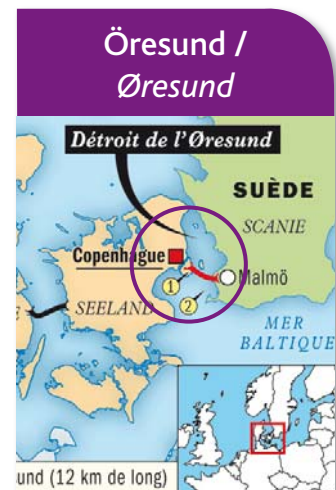 Öresund /
Øresund
Détroit de l'Øresund
SUÈDE
SCANIE
Copenhague
Malmö
1
SEELAND
2
MER
BALTIQUE
und (12 km de long)